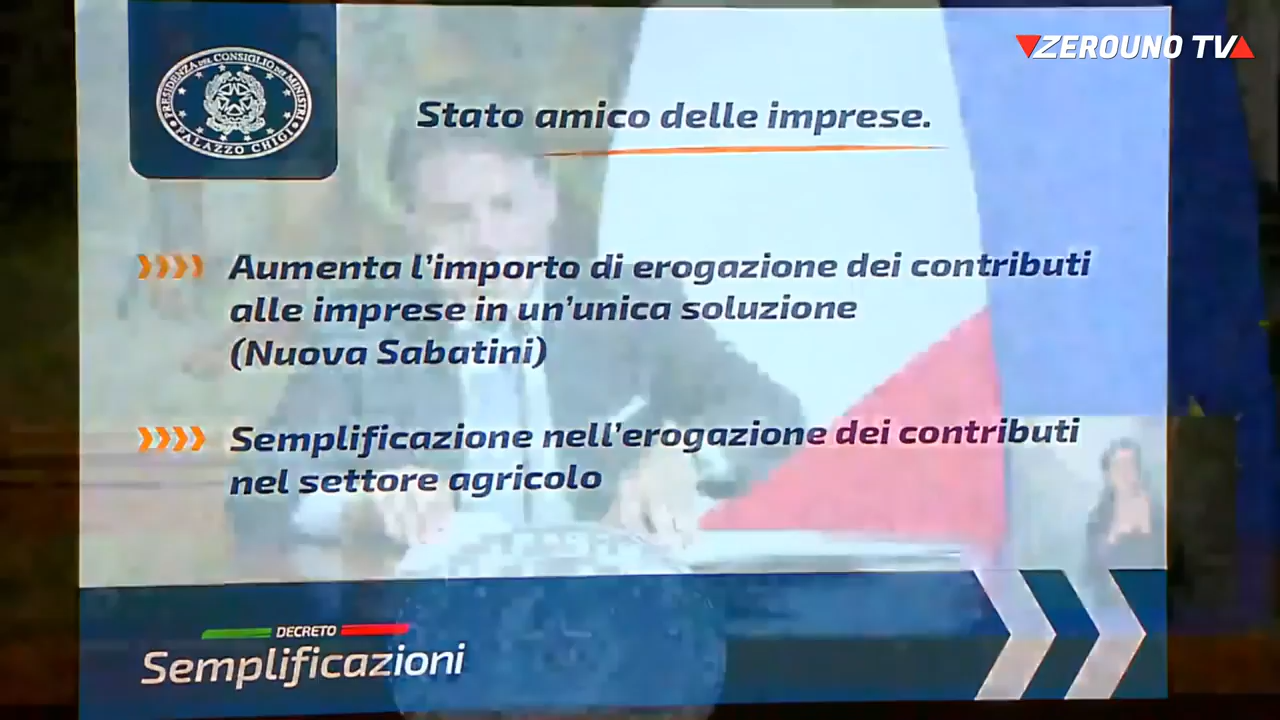 ZEROUNO TV
PRESIDENZA DEL CONSIGLIO DEI MINISTRI
PALAZZO CHIGI
Stato amico delle imprese.
Aumenta l'importo di erogazione dei contributi
alle imprese in un'unica soluzione
(Nuova Sabatini)
Semplificazione nell'erogazione dei contributi
nel settore agricolo
DECRETO
Semplificazioni